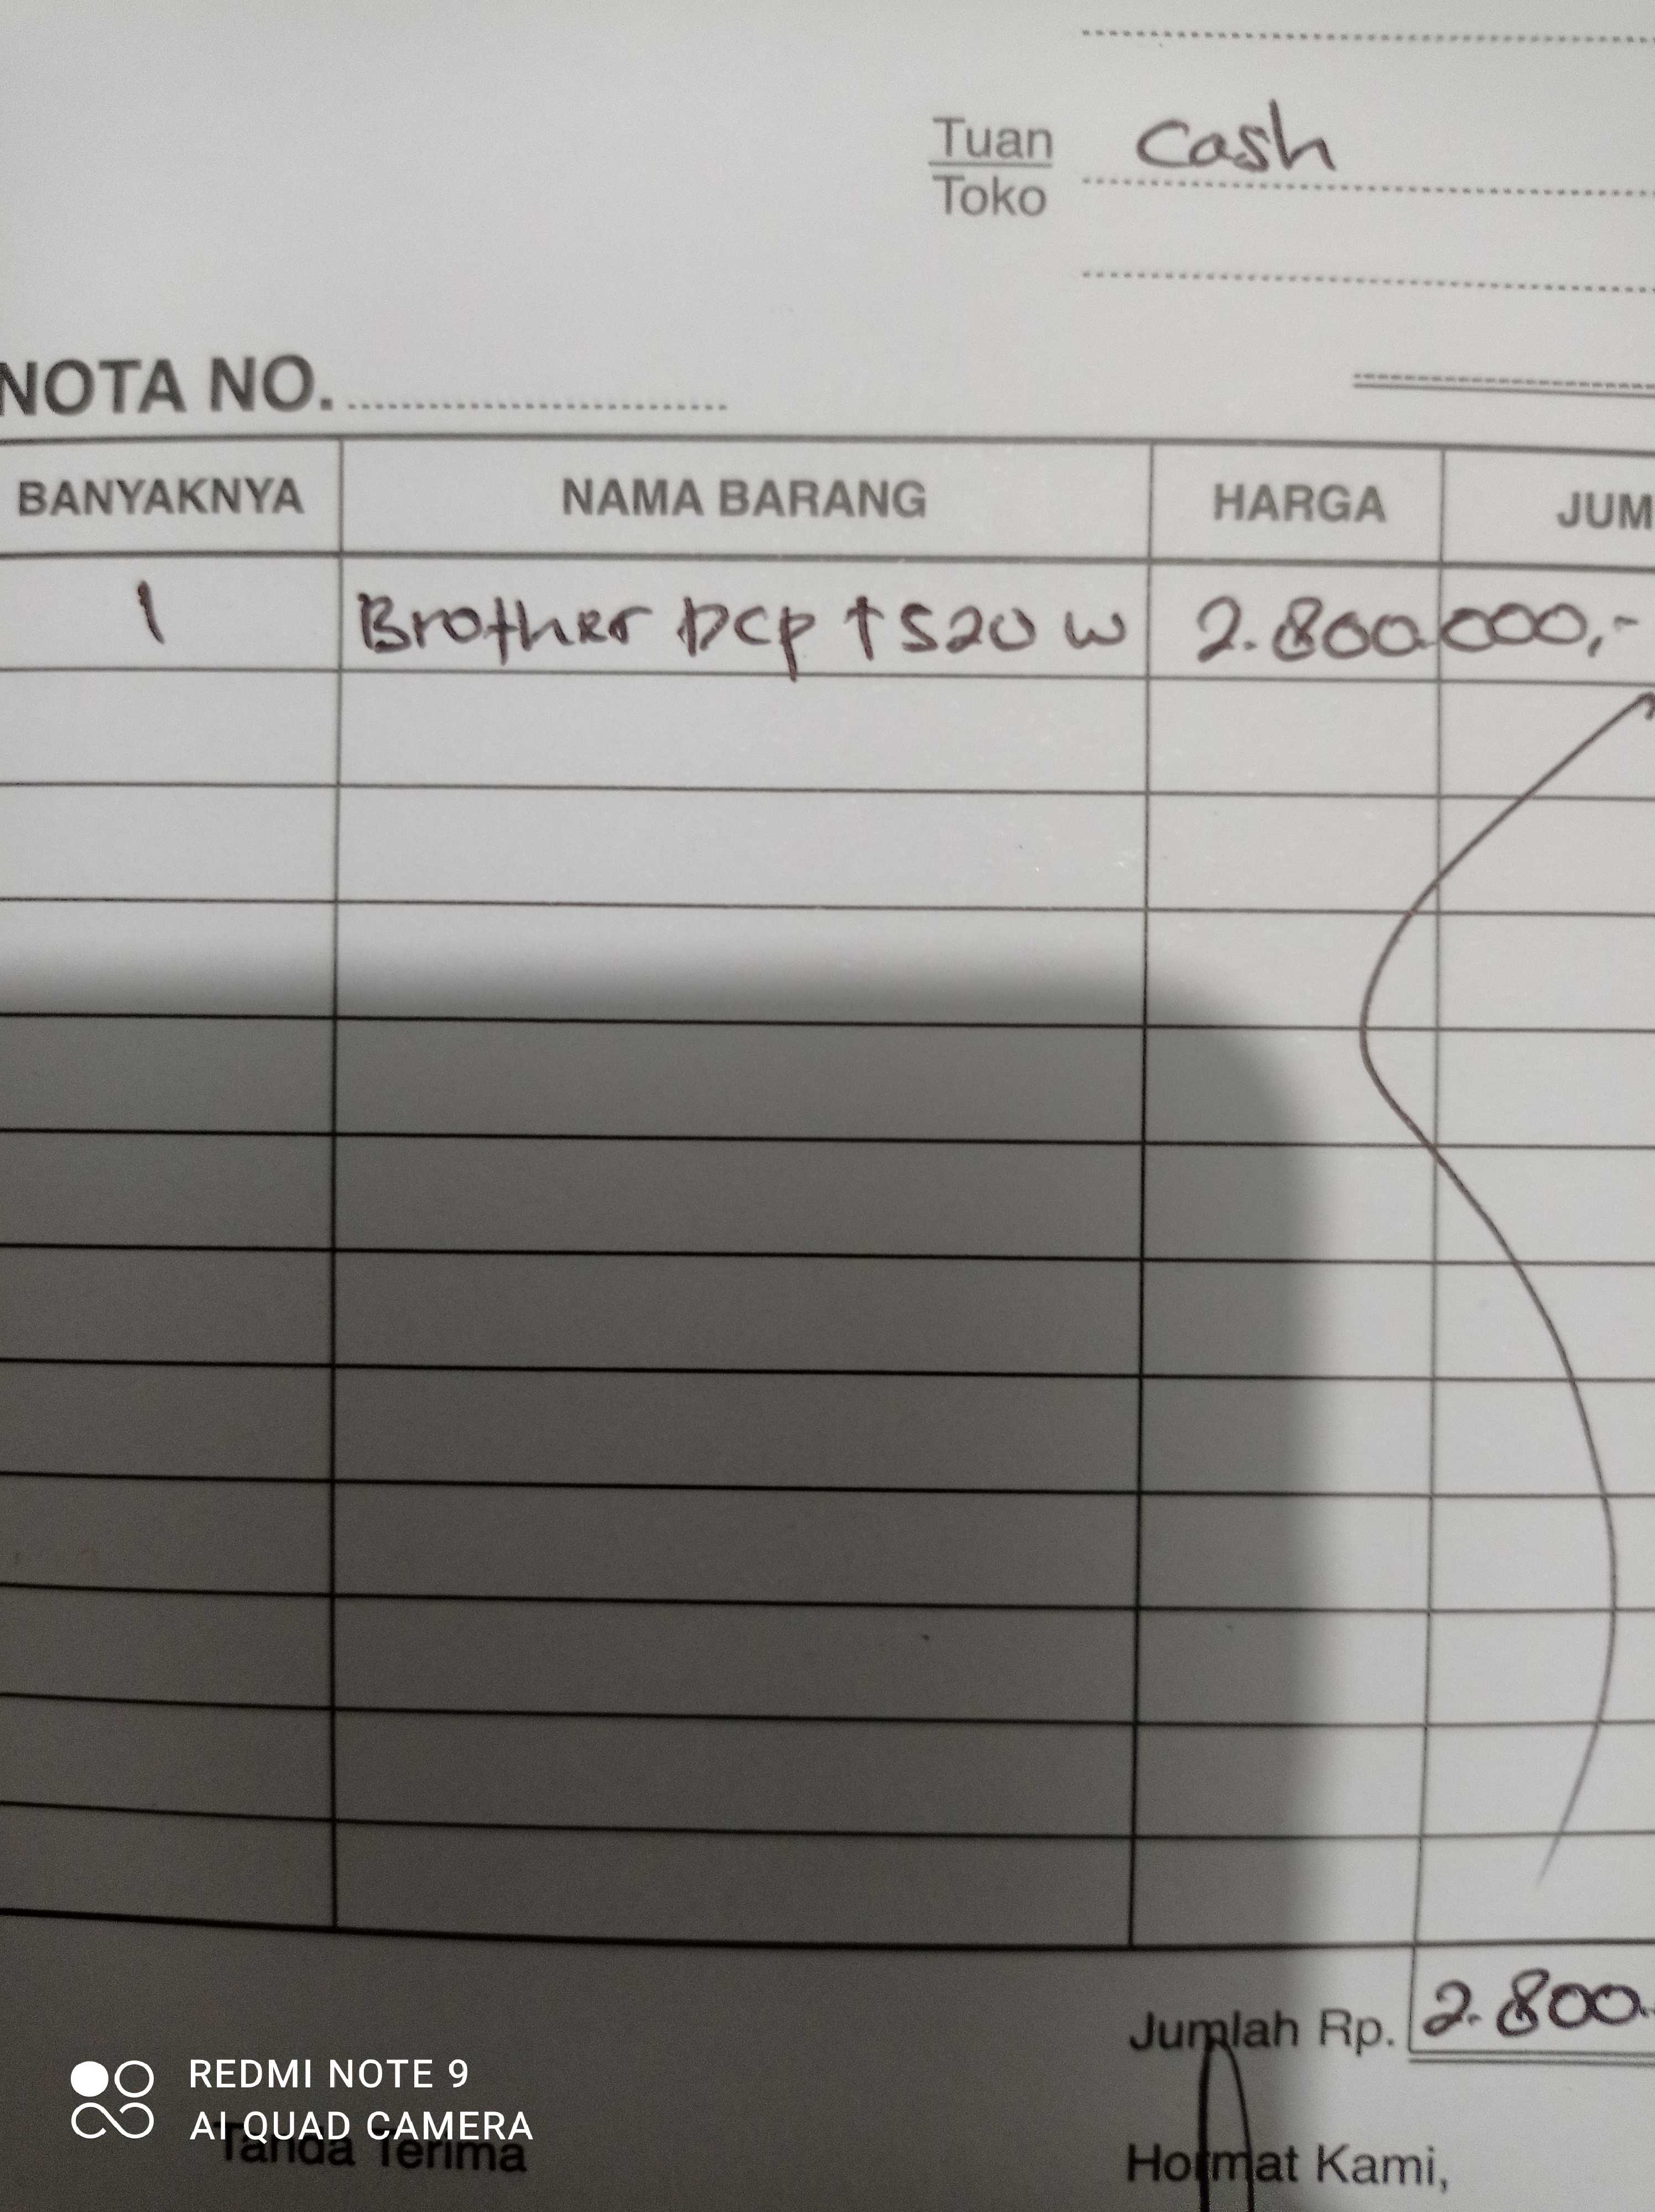 Tuan cash
Toko
NOTA NO.
BANYAKNYA NAMA BARANG HARGA JUM
1 Brother DCP T520 W 2.800.000,-
Jumlah Rp. 2.800.
REDMI NOTE 9
AI QUAD CAMERA
Tanda Terima Hormat Kami,